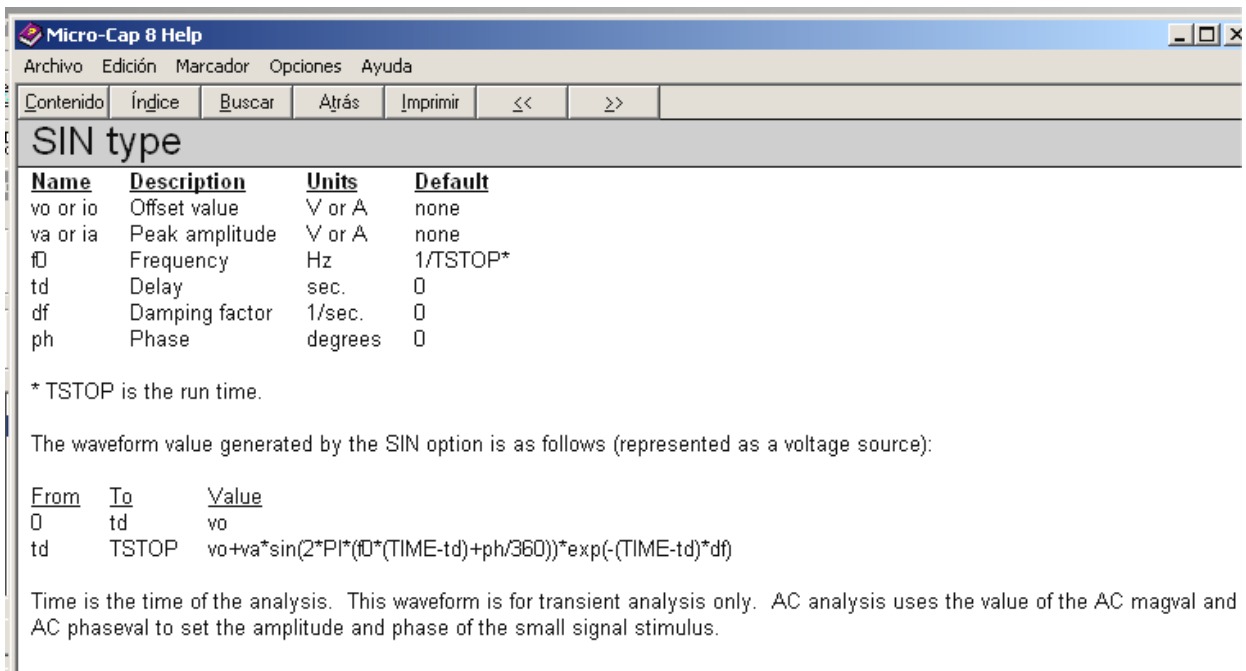 Micro-Cap 8 Help
Archivo Edición Marcador Opciones Ayuda
Contenido Índice Buscar Atrás Imprimir << >>
SIN type
Name Description Units Default
vo or io Offset value V or A none
va or ia Peak amplitude V or A none
f0 Frequency Hz 1/TSTOP*
td Delay sec. 0
df Damping factor 1/sec. 0
ph Phase degrees 0
* TSTOP is the run time.
The waveform value generated by the SIN option is as follows (represented as a voltage source):
From To Value
0 td vo
td TSTOP vo+va*sin(2*PI*(f0*(TIME-td)+ph/360))*exp(-(TIME-td)*df)
Time is the time of the analysis. This waveform is for transient analysis only. AC analysis uses the value of the AC magval and
AC phaseval to set the amplitude and phase of the small signal stimulus.